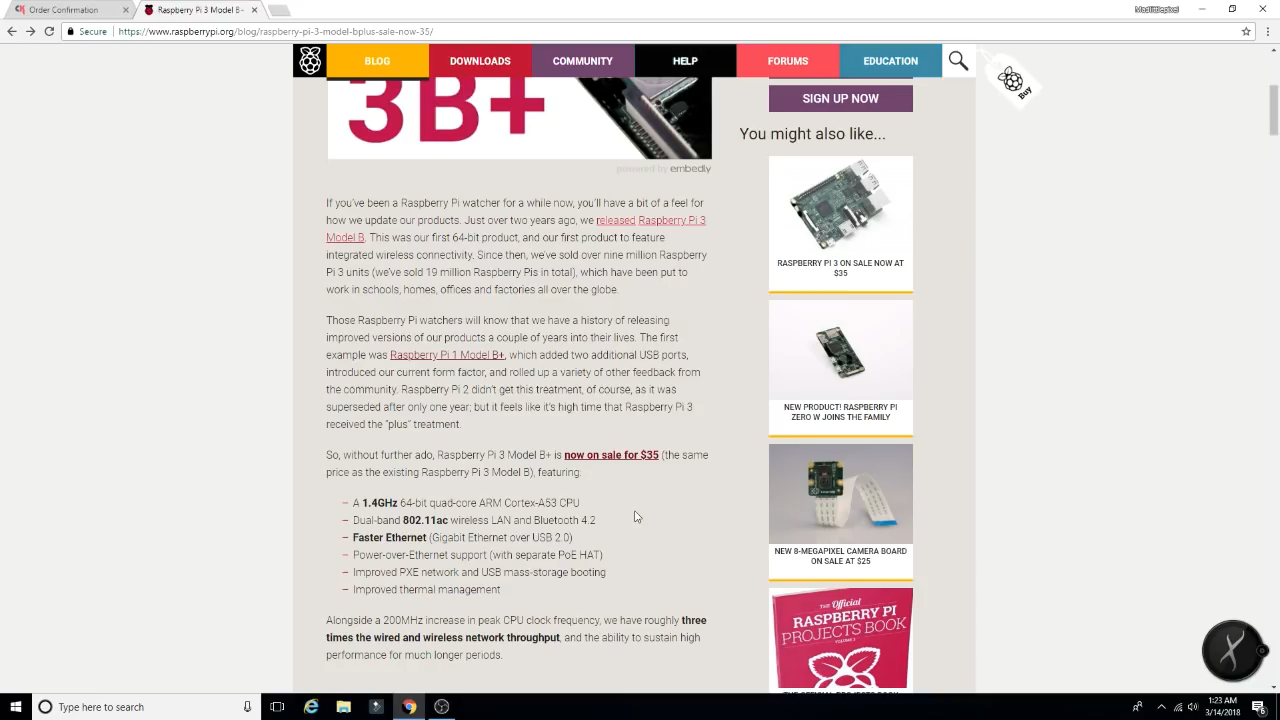 Order Confirmation
Raspberry Pi 3 Model B+
Madlittlepixel
Secure
https://www.raspberrypi.org/blog/raspberry-pi-3-model-bplus-sale-now-35/
BLOG
DOWNLOADS
COMMUNITY
HELP
FORUMS
EDUCATION
Buy
3B+
powered by embedly
If you've been a Raspberry Pi watcher for a while now, you'll have a bit of a feel for
how we update our products. Just over two years ago, we released Raspberry Pi 3
Model B. This was our first 64-bit product, and our first product to feature
integrated wireless connectivity. Since then, we've sold over nine million Raspberry
Pi 3 units (we've sold 19 million Raspberry Pis in total), which have been put to
work in schools, homes, offices and factories all over the globe.
Those Raspberry Pi watchers will know that we have a history of releasing
improved versions of our products a couple of years into their lives. The first
example was Raspberry Pi 1 Model B+, which added two additional USB ports,
introduced our current form factor, and rolled up a variety of other feedback from
the community. Raspberry Pi 2 didn't get this treatment, of course, as it was
superseded after only one year; but it feels like it's high time that Raspberry Pi 3
received the "plus" treatment.
So, without further ado, Raspberry Pi 3 Model B+ is now on sale for $35 (the same
price as the existing Raspberry Pi 3 Model B), featuring:
– A 1.4GHz 64-bit quad-core ARM Cortex-A53 CPU
– Dual-band 802.11ac wireless LAN and Bluetooth 4.2
– Faster Ethernet (Gigabit Ethernet over USB 2.0)
– Power-over-Ethernet support (with separate PoE HAT)
– Improved PXE network and USB mass-storage booting
– Improved thermal management
Alongside a 200MHz increase in peak CPU clock frequency, we have roughly three
times the wired and wireless network throughput, and the ability to sustain high
performance for much longer periods.
SIGN UP NOW
You might also like...
RASPBERRY PI 3 ON SALE NOW AT
$35
NEW PRODUCT! RASPBERRY PI
ZERO W JOINS THE FAMILY
NEW 8-MEGAPIXEL CAMERA BOARD
ON SALE AT $25
THE Official
RASPBERRY PI
PROJECTS BOOK
Type here to search
1:23 AM
3/14/2018